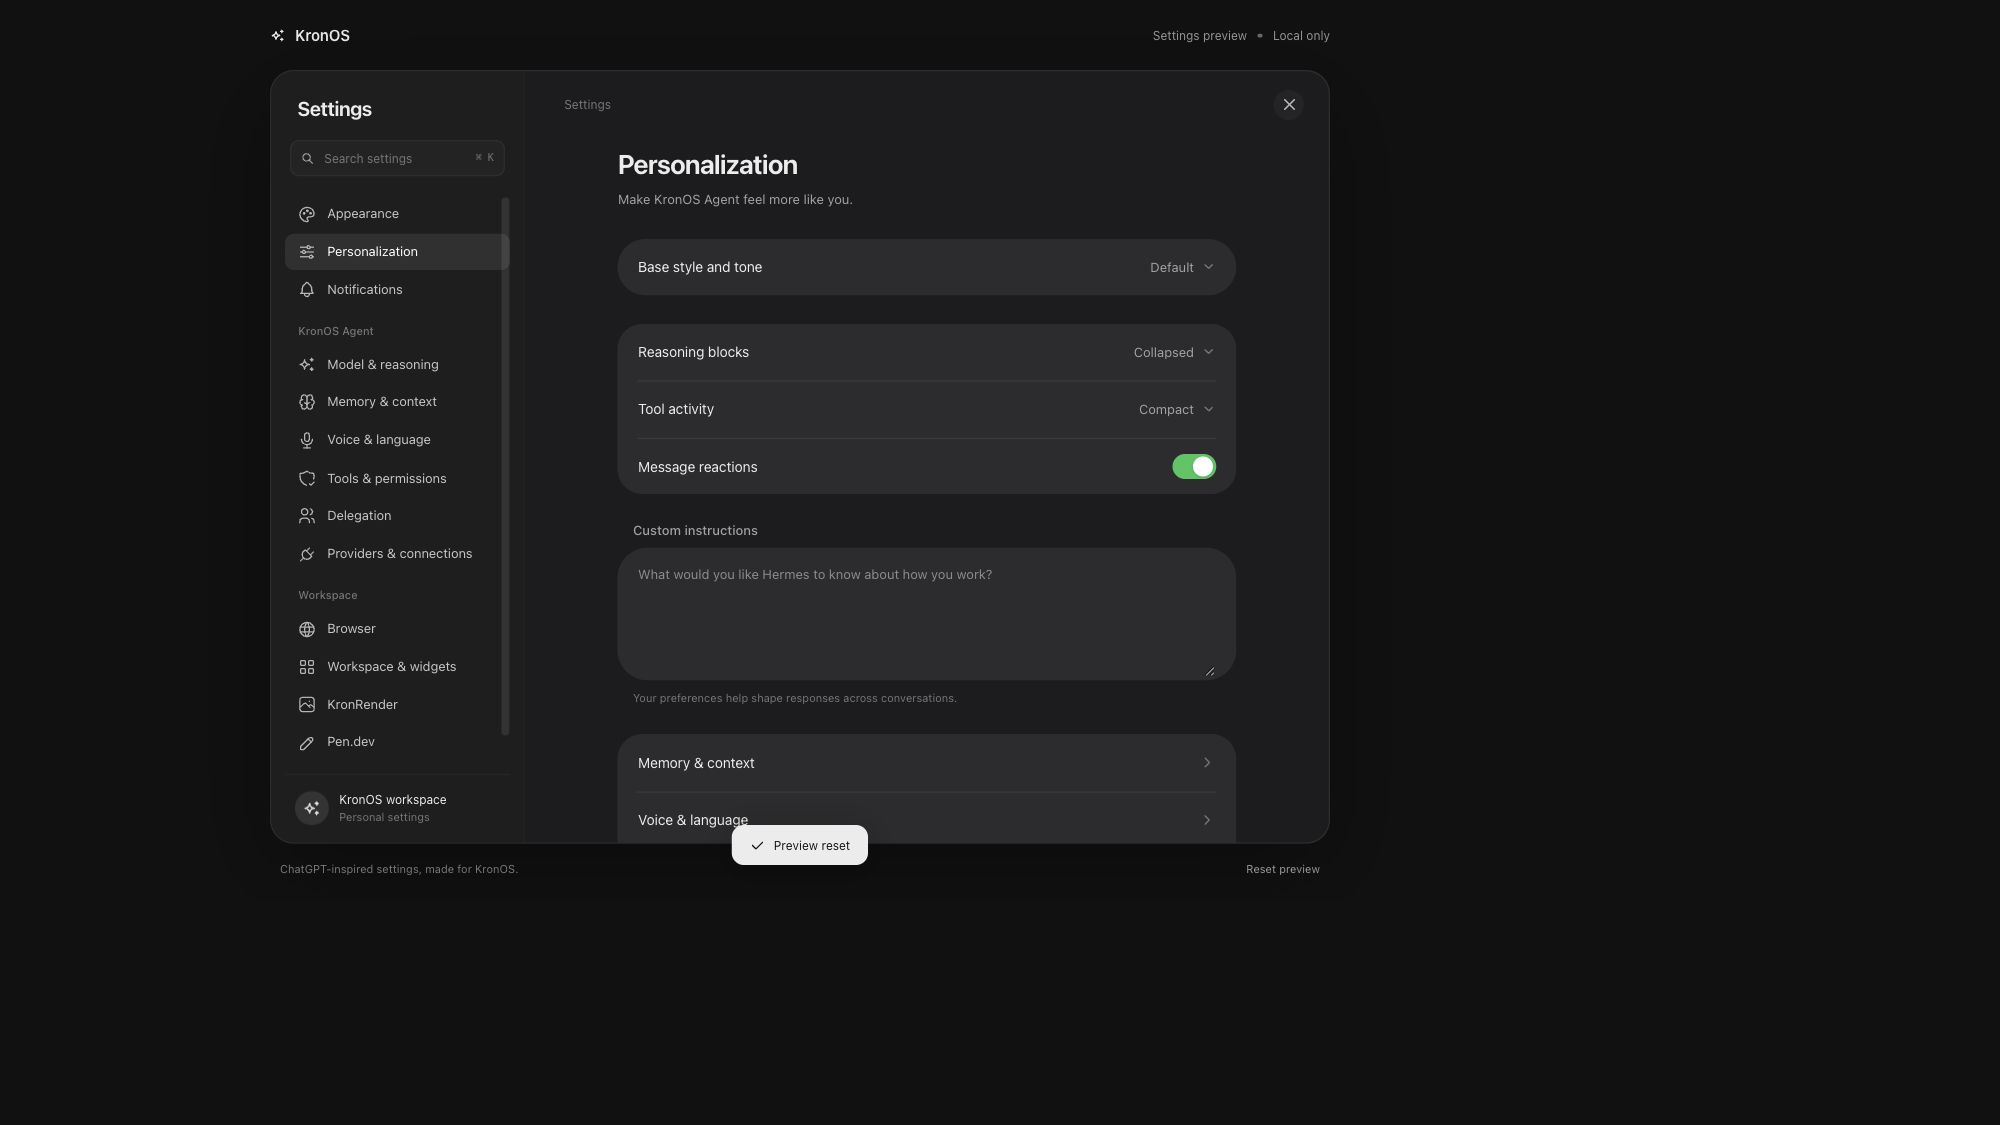 KronOS
Settings preview • Local only
Settings
Search settings ⌘ K
Appearance
Personalization
Notifications
KronOS Agent
Model & reasoning
Memory & context
Voice & language
Tools & permissions
Delegation
Providers & connections
Workspace
Browser
Workspace & widgets
KronRender
Pen.dev
KronOS workspace
Personal settings
Settings
Personalization
Make KronOS Agent feel more like you.
Base style and tone Default
Reasoning blocks Collapsed
Tool activity Compact
Message reactions
Custom instructions
What would you like Hermes to know about how you work?
Your preferences help shape responses across conversations.
Memory & context
Voice & language
Preview reset
ChatGPT-inspired settings, made for KronOS.
Reset preview